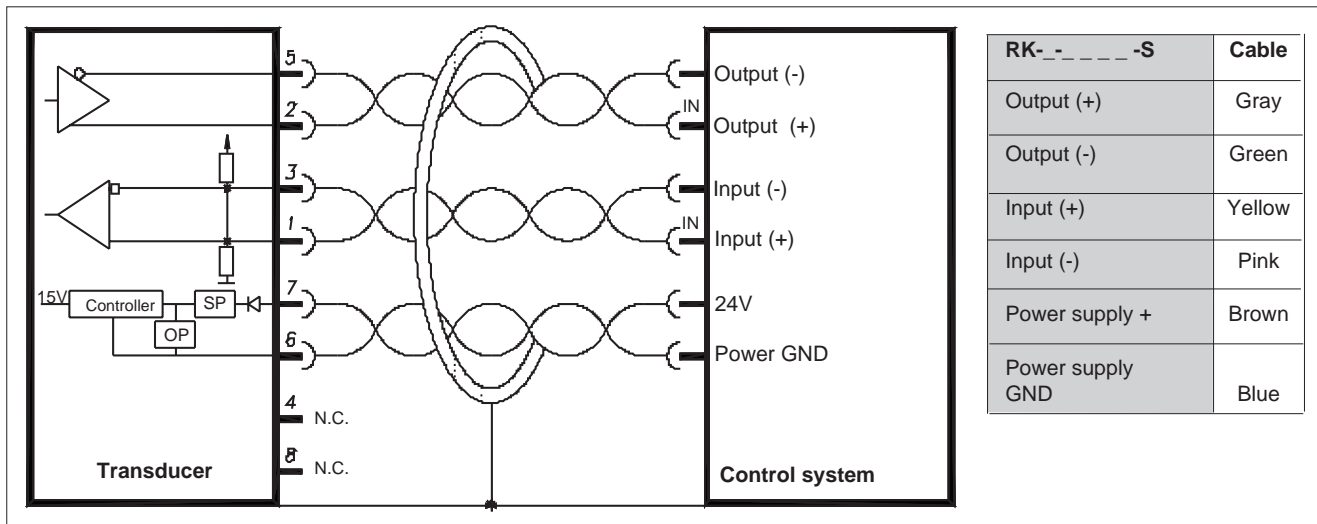 5
Output (-)
2
IN
Output (+)
3
Input (-)
1
IN
Input (+)
15V
Controller
SP
OP
7
24V
6
Power GND
4
N.C.
8
N.C.
Transducer
Control system
RK-_-_ _ _ _ -S Cable
Output (+) Gray
Output (-) Green
Input (+) Yellow
Input (-) Pink
Power supply + Brown
Power supply
GND Blue